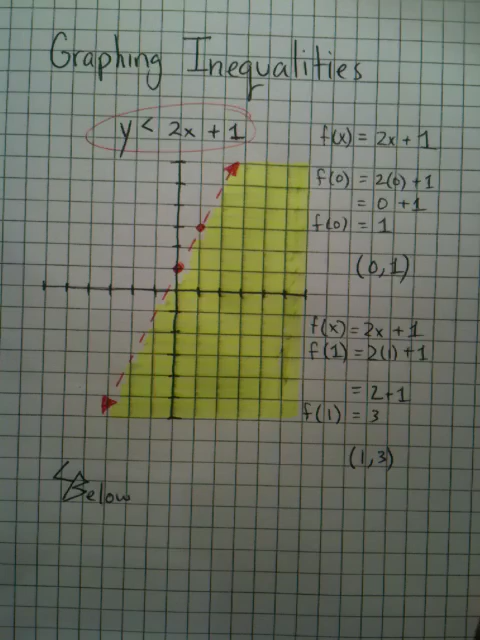 Graphing Inequalities
y < 2x + 1
f(x) = 2x + 1
f(0) = 2(0) + 1
= 0 + 1
f(0) = 1
(0,1)
f(x) = 2x + 1
f(1) = 2(1) + 1
= 2+1
f(1) = 3
(1,3)
<
Below